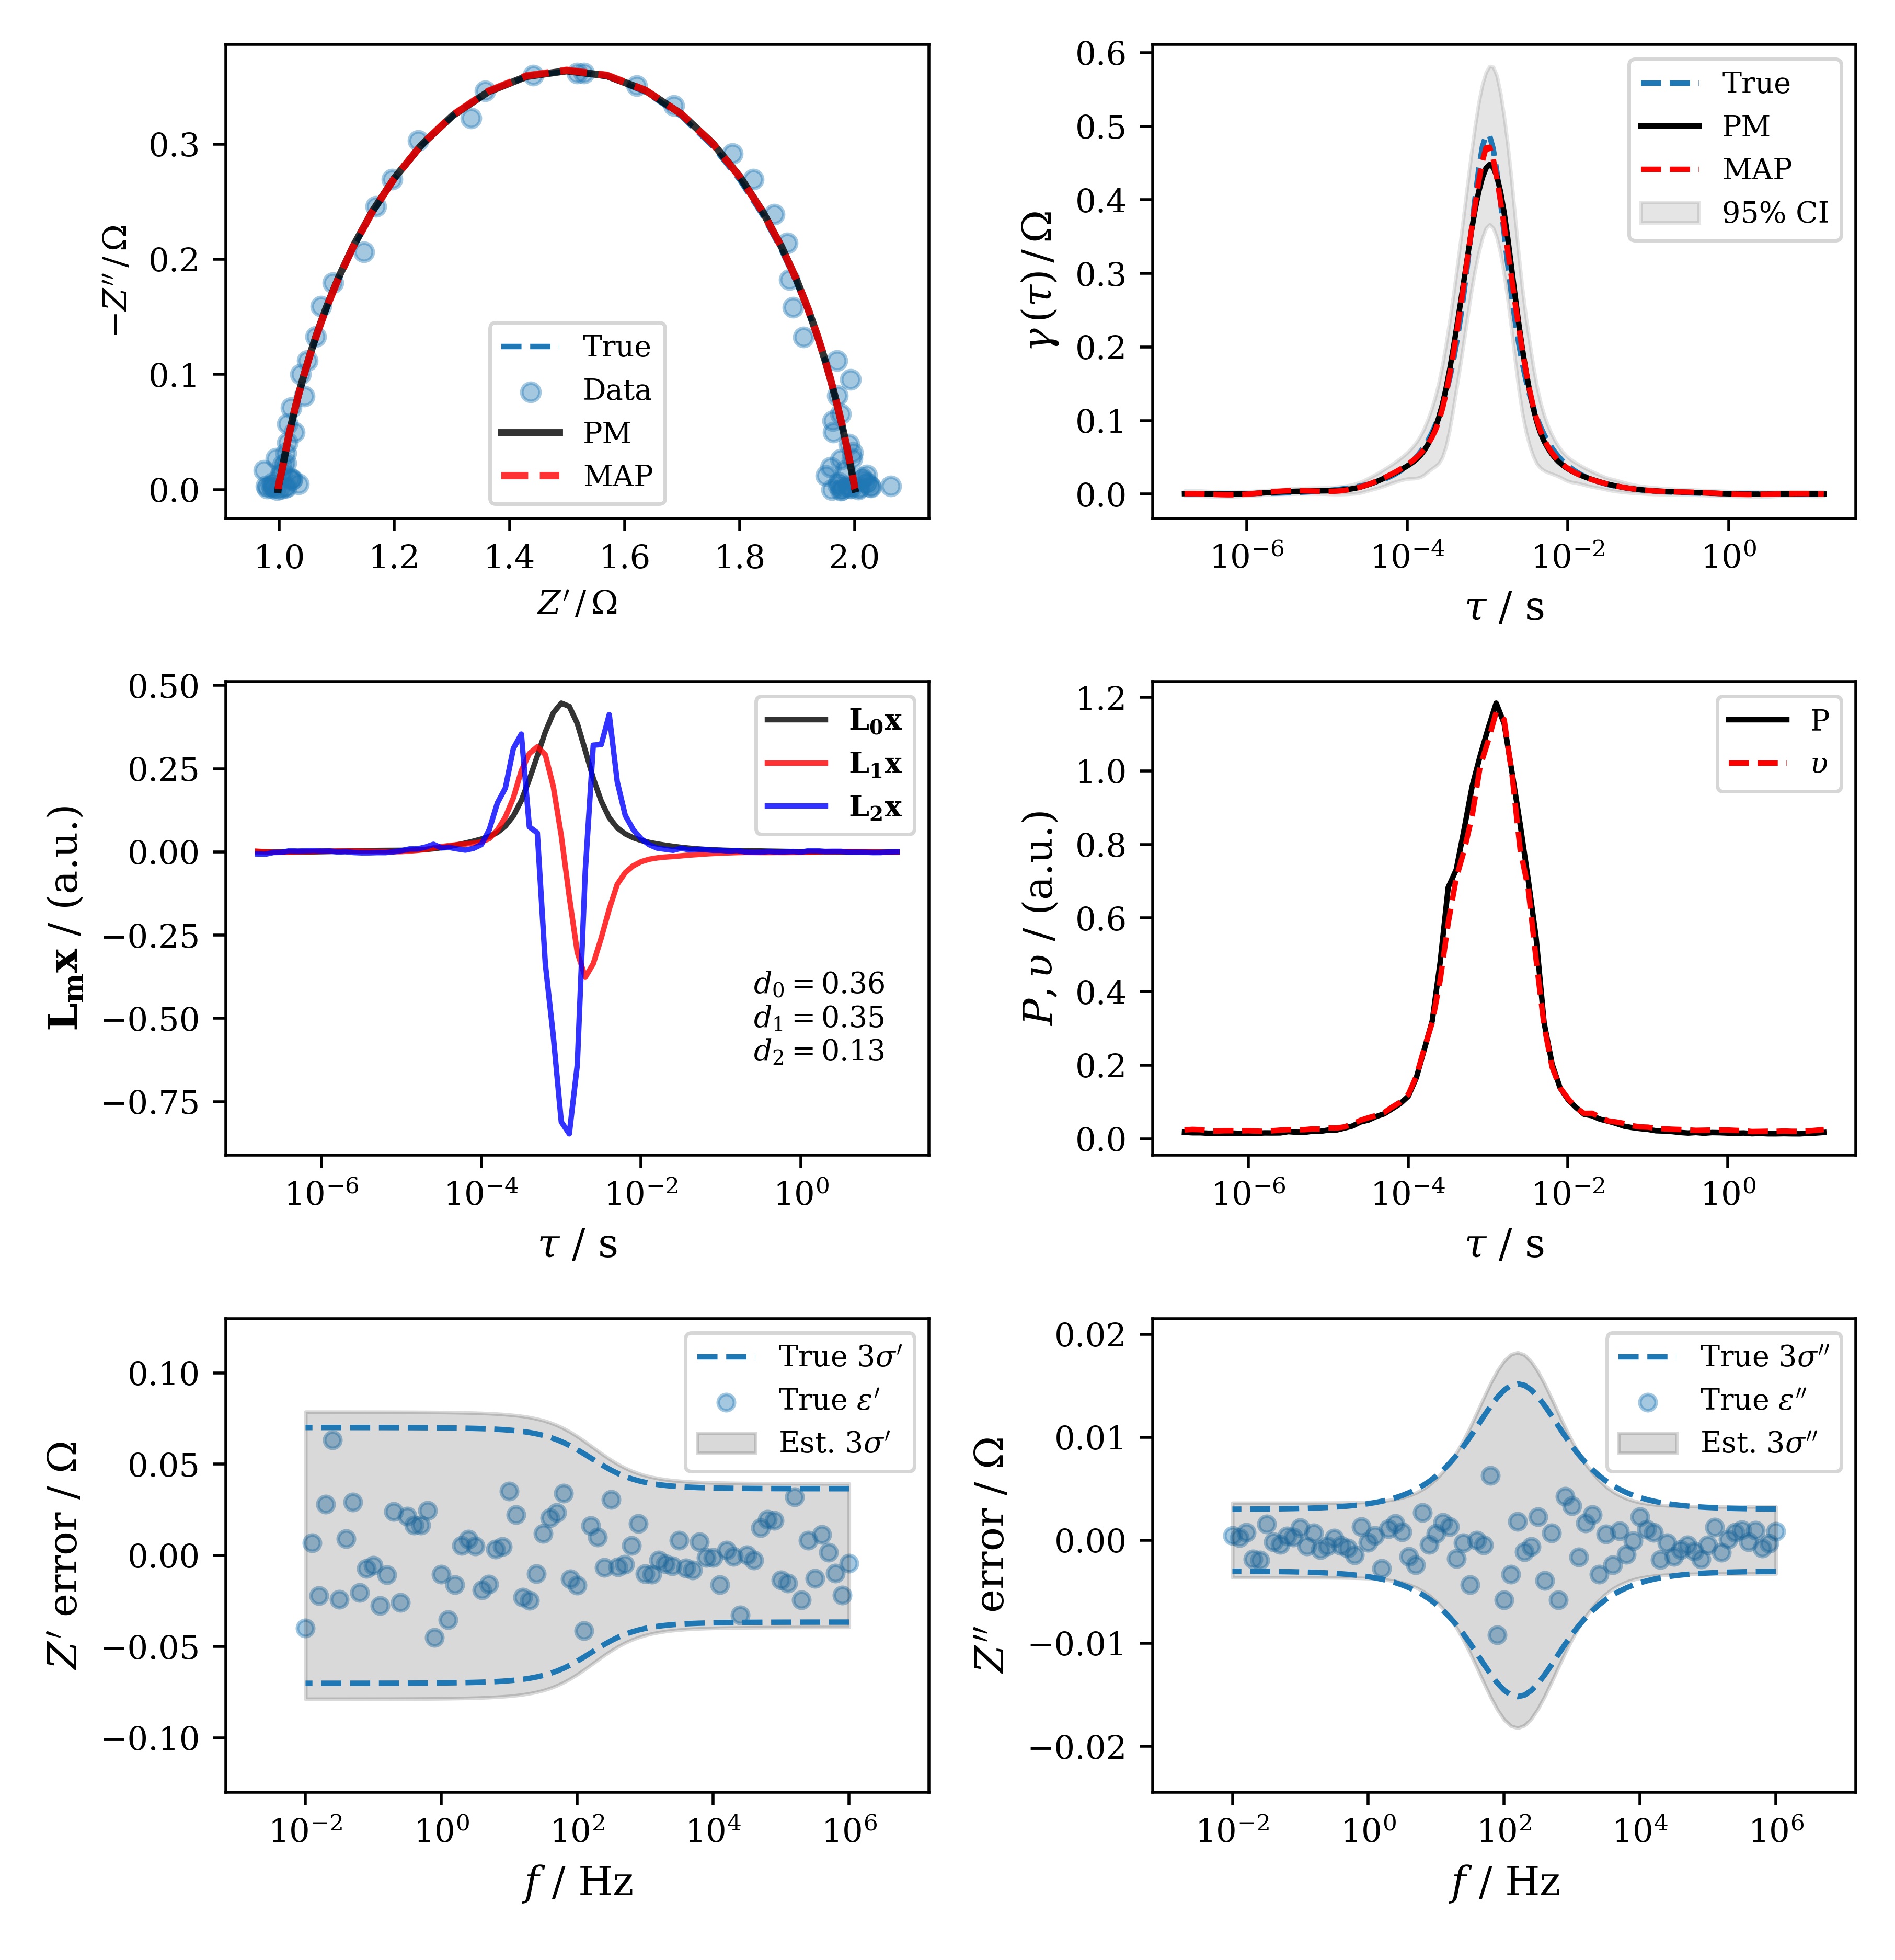 −Z″/Ω
0.3
0.2
0.1
0.0
True
Data
PM
MAP
1.0 1.2 1.4 1.6 1.8 2.0
Z′/Ω
γ(τ)/Ω
0.6
0.5
0.4
0.3
0.2
0.1
0.0
True
PM
MAP
95% CI
10⁻⁶ 10⁻⁴ 10⁻² 10⁰
τ / s
Lₘx / (a.u.)
0.50
0.25
0.00
−0.25
−0.50
−0.75
L₀x
L₁x
L₂x
d₀ = 0.36
d₁ = 0.35
d₂ = 0.13
10⁻⁶ 10⁻⁴ 10⁻² 10⁰
τ / s
P, υ / (a.u.)
1.2
1.0
0.8
0.6
0.4
0.2
0.0
P
υ
10⁻⁶ 10⁻⁴ 10⁻² 10⁰
τ / s
Z′ error / Ω
0.10
0.05
0.00
−0.05
−0.10
True 3σ′
True ε′
Est. 3σ′
10⁻² 10⁰ 10² 10⁴ 10⁶
f / Hz
Z″ error / Ω
0.02
0.01
0.00
−0.01
−0.02
True 3σ″
True ε″
Est. 3σ″
10⁻² 10⁰ 10² 10⁴ 10⁶
f / Hz